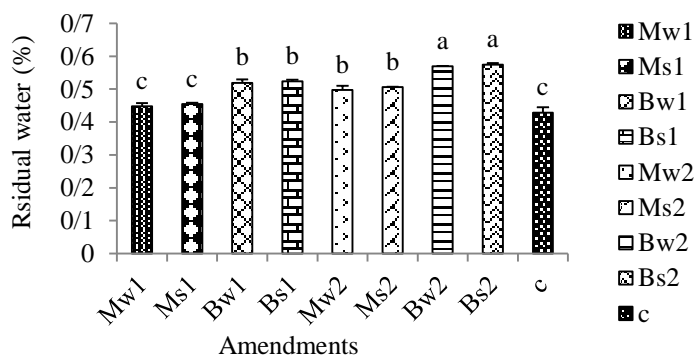 0/7
0/6
0/5
0/4
0/3
0/2
0/1
0
Rsidual water (%)
c c b b b b a a c
Mw1 Ms1 Bw1 Bs1 Mw2 Ms2 Bw2 Bs2 c
Amendments
Mw1
Ms1
Bw1
Bs1
Mw2
Ms2
Bw2
Bs2
c